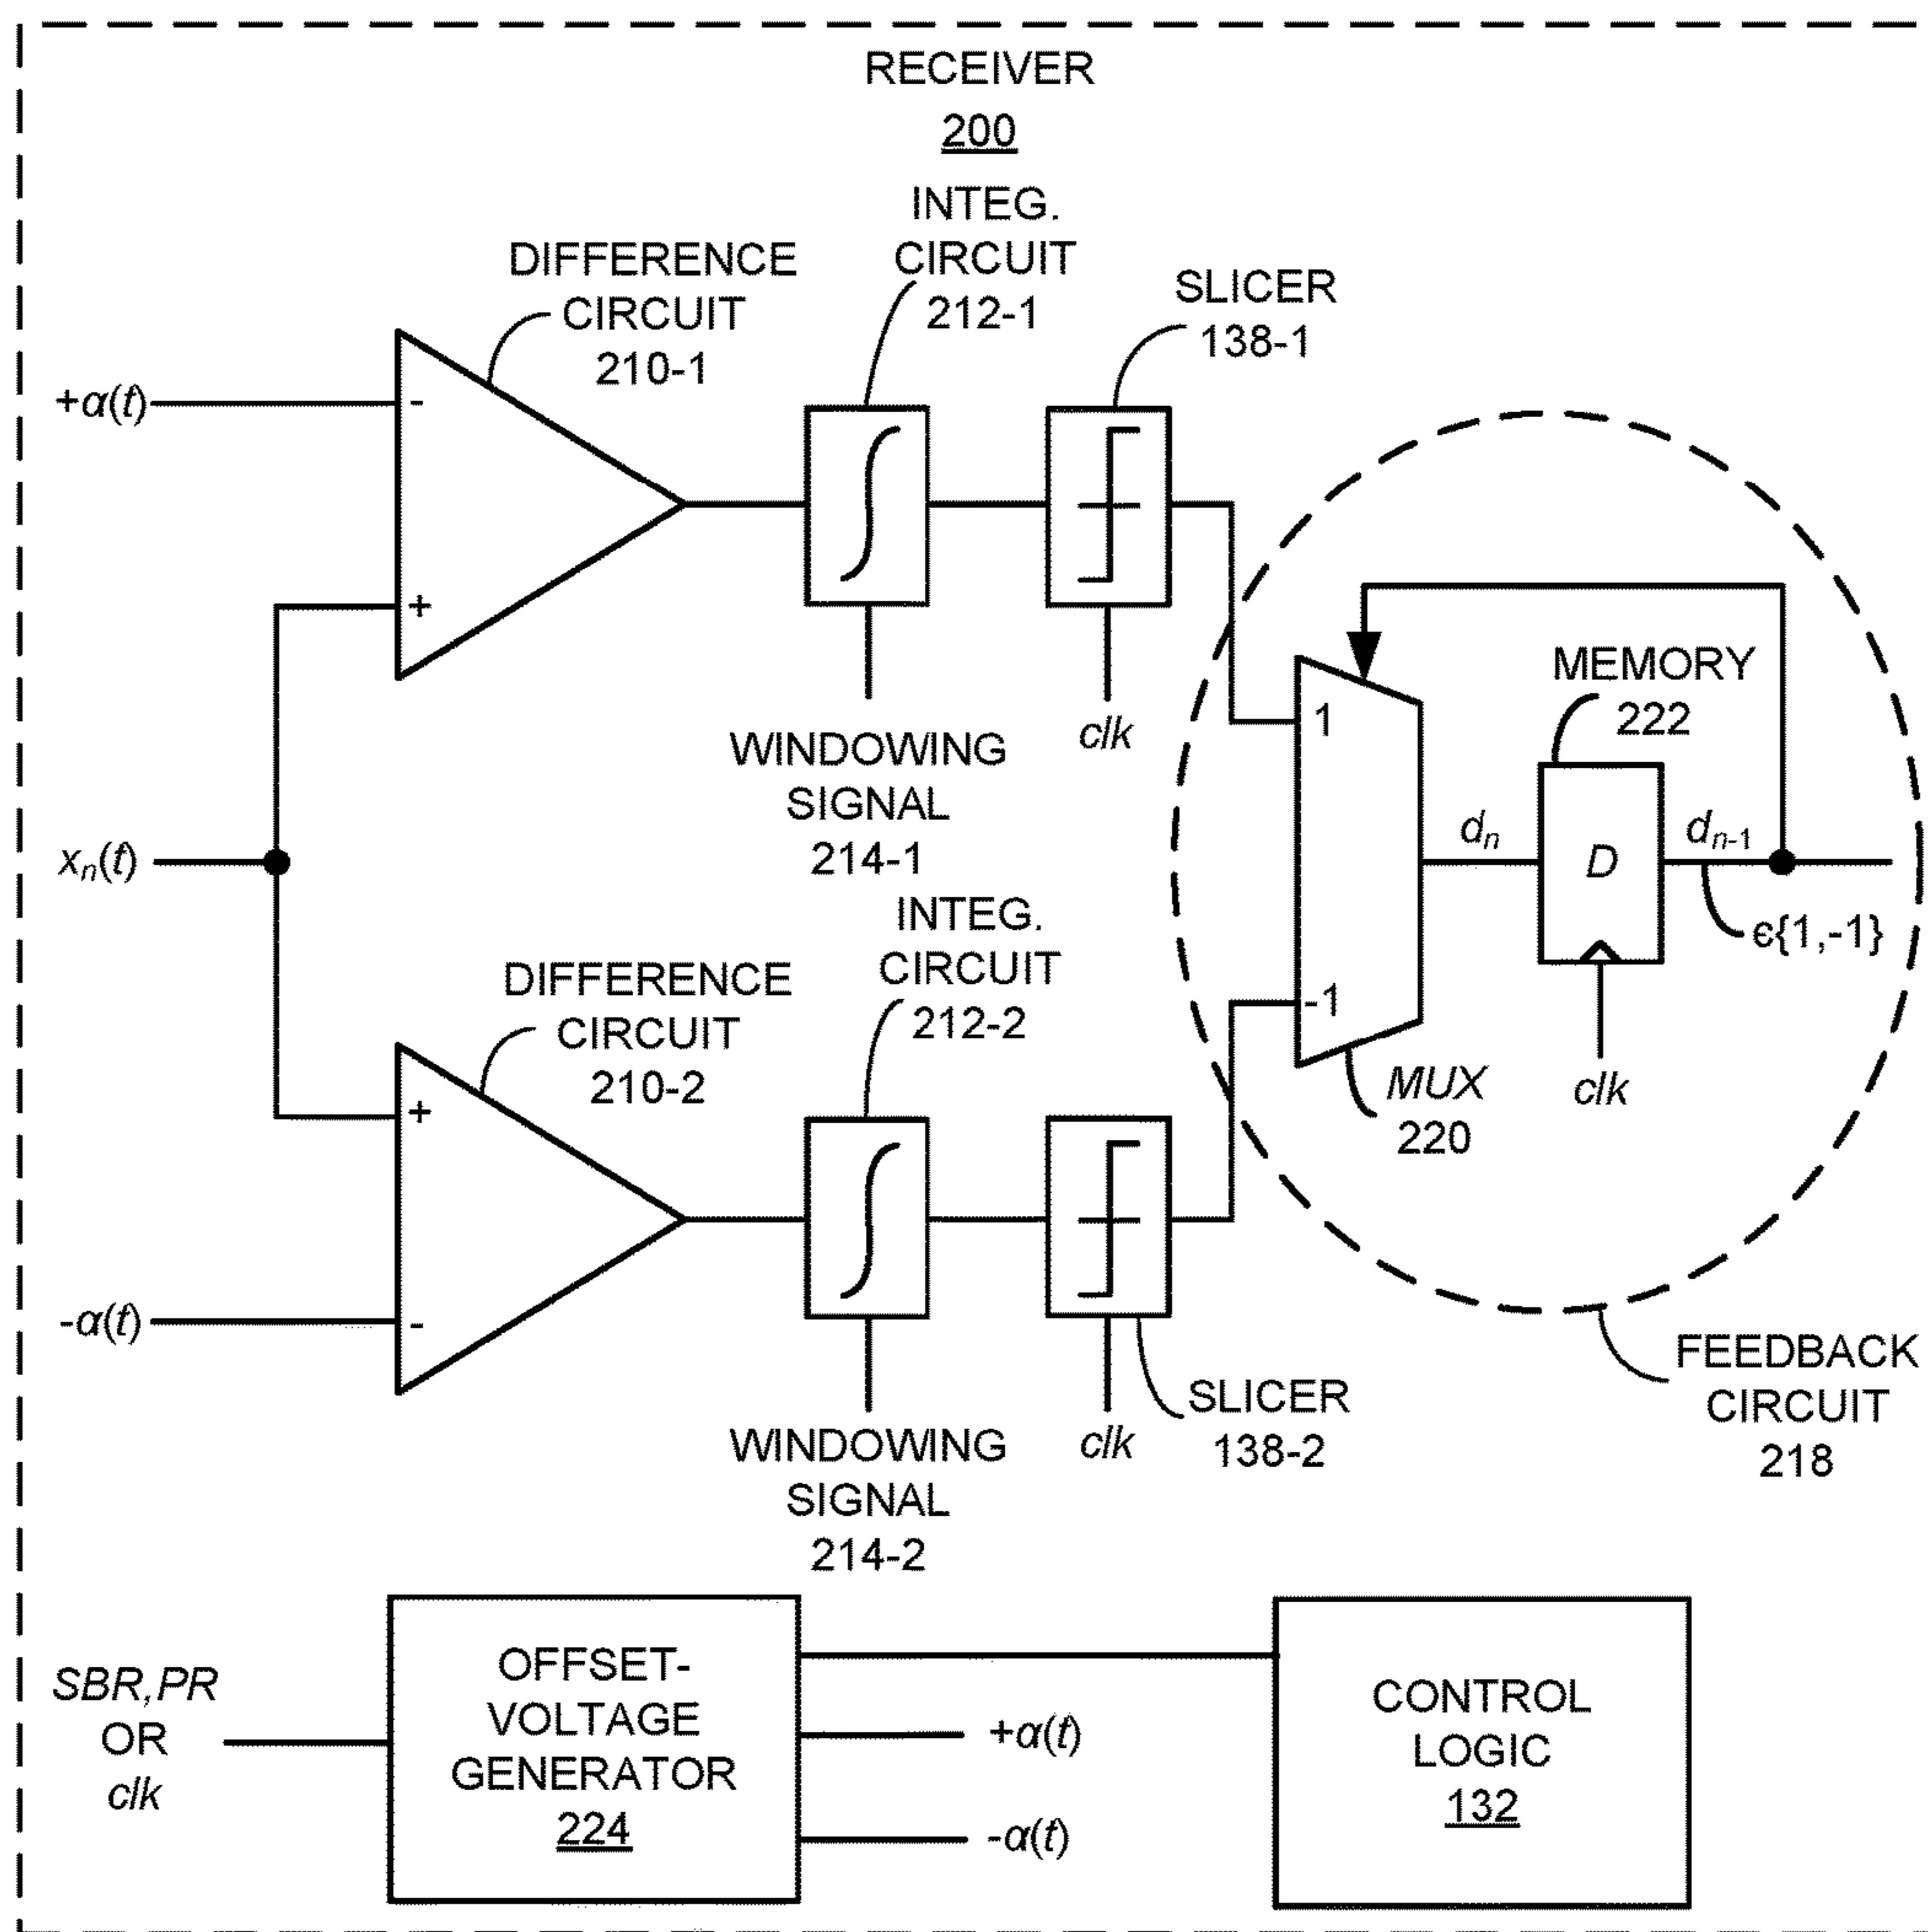 RECEIVER
200
INTEG.
CIRCUIT
212-1
DIFFERENCE
CIRCUIT
210-1
SLICER
138-1
+α(t)
-
+
WINDOWING
SIGNAL
214-1
clk
MEMORY
222
1
xn(t)
dn
D
dn-1
ϵ{1,-1}
INTEG.
CIRCUIT
212-2
DIFFERENCE
CIRCUIT
210-2
-1
clk
MUX
220
+
-
-α(t)
WINDOWING
SIGNAL
214-2
clk
SLICER
138-2
FEEDBACK
CIRCUIT
218
SBR,PR
OR
clk
OFFSET-
VOLTAGE
GENERATOR
224
+α(t)
-α(t)
CONTROL
LOGIC
132